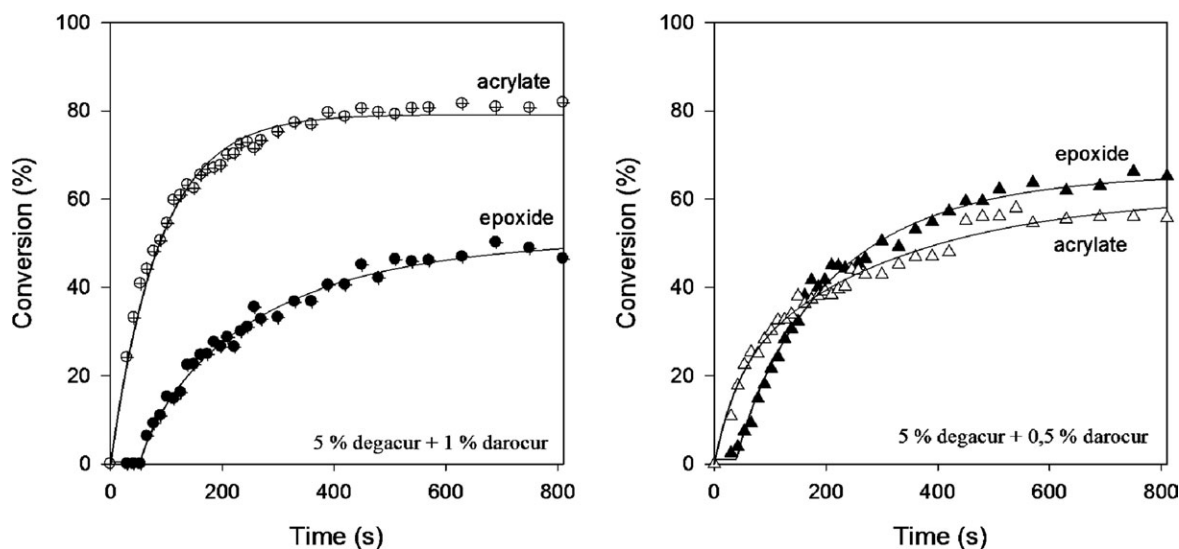 100
80
60
40
20
0
Conversion (%)
acrylate
epoxide
5 % degacur + 1 % darocur
0 200 400 600 800
Time (s)
100
80
60
40
20
0
Conversion (%)
epoxide
acrylate
5 % degacur + 0,5 % darocur
0 200 400 600 800
Time (s)